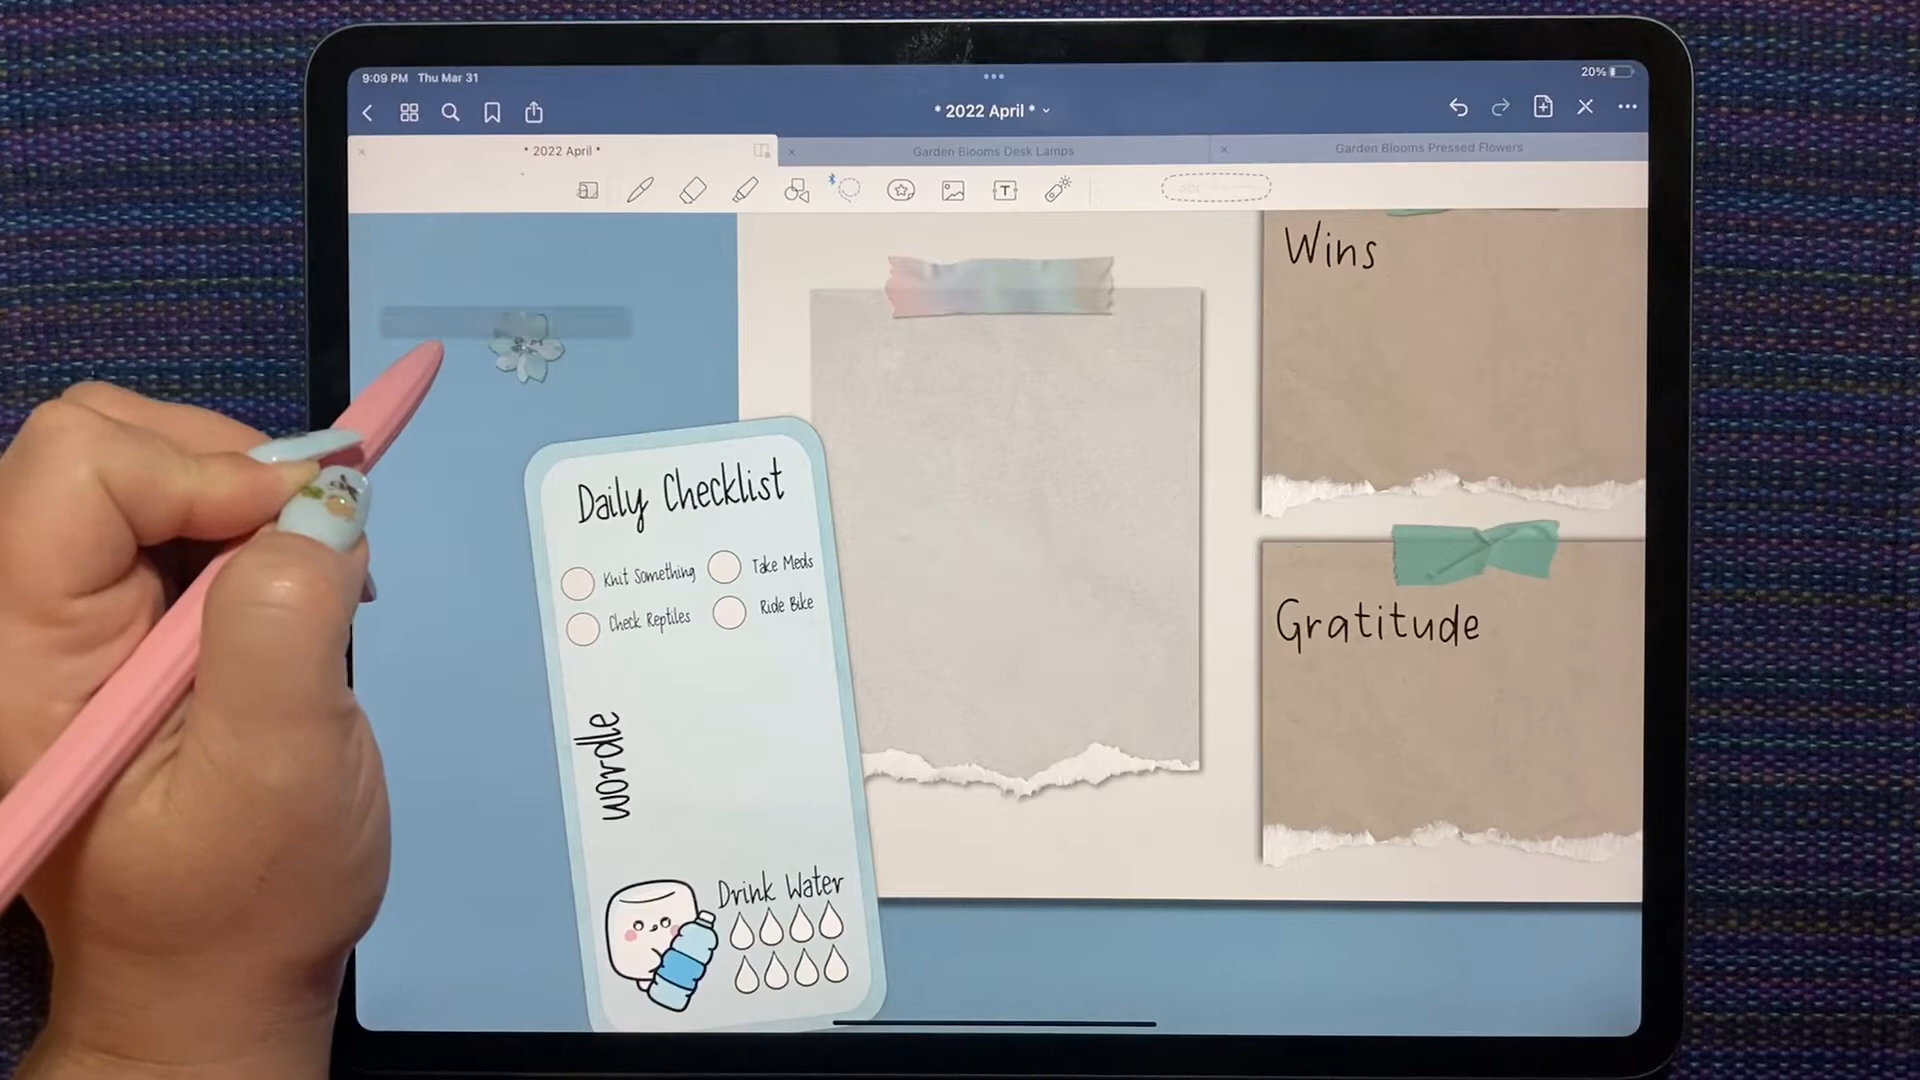 9:09 PM Thu Mar 31
20%
* 2022 April *
* 2022 April *
Garden Blooms Desk Lamps
Garden Blooms Pressed Flowers
T
abc
Wins
Daily Checklist
Knit Something
Take Meds
Check Reptiles
Ride Bike
Wordle
Drink Water
Gratitude